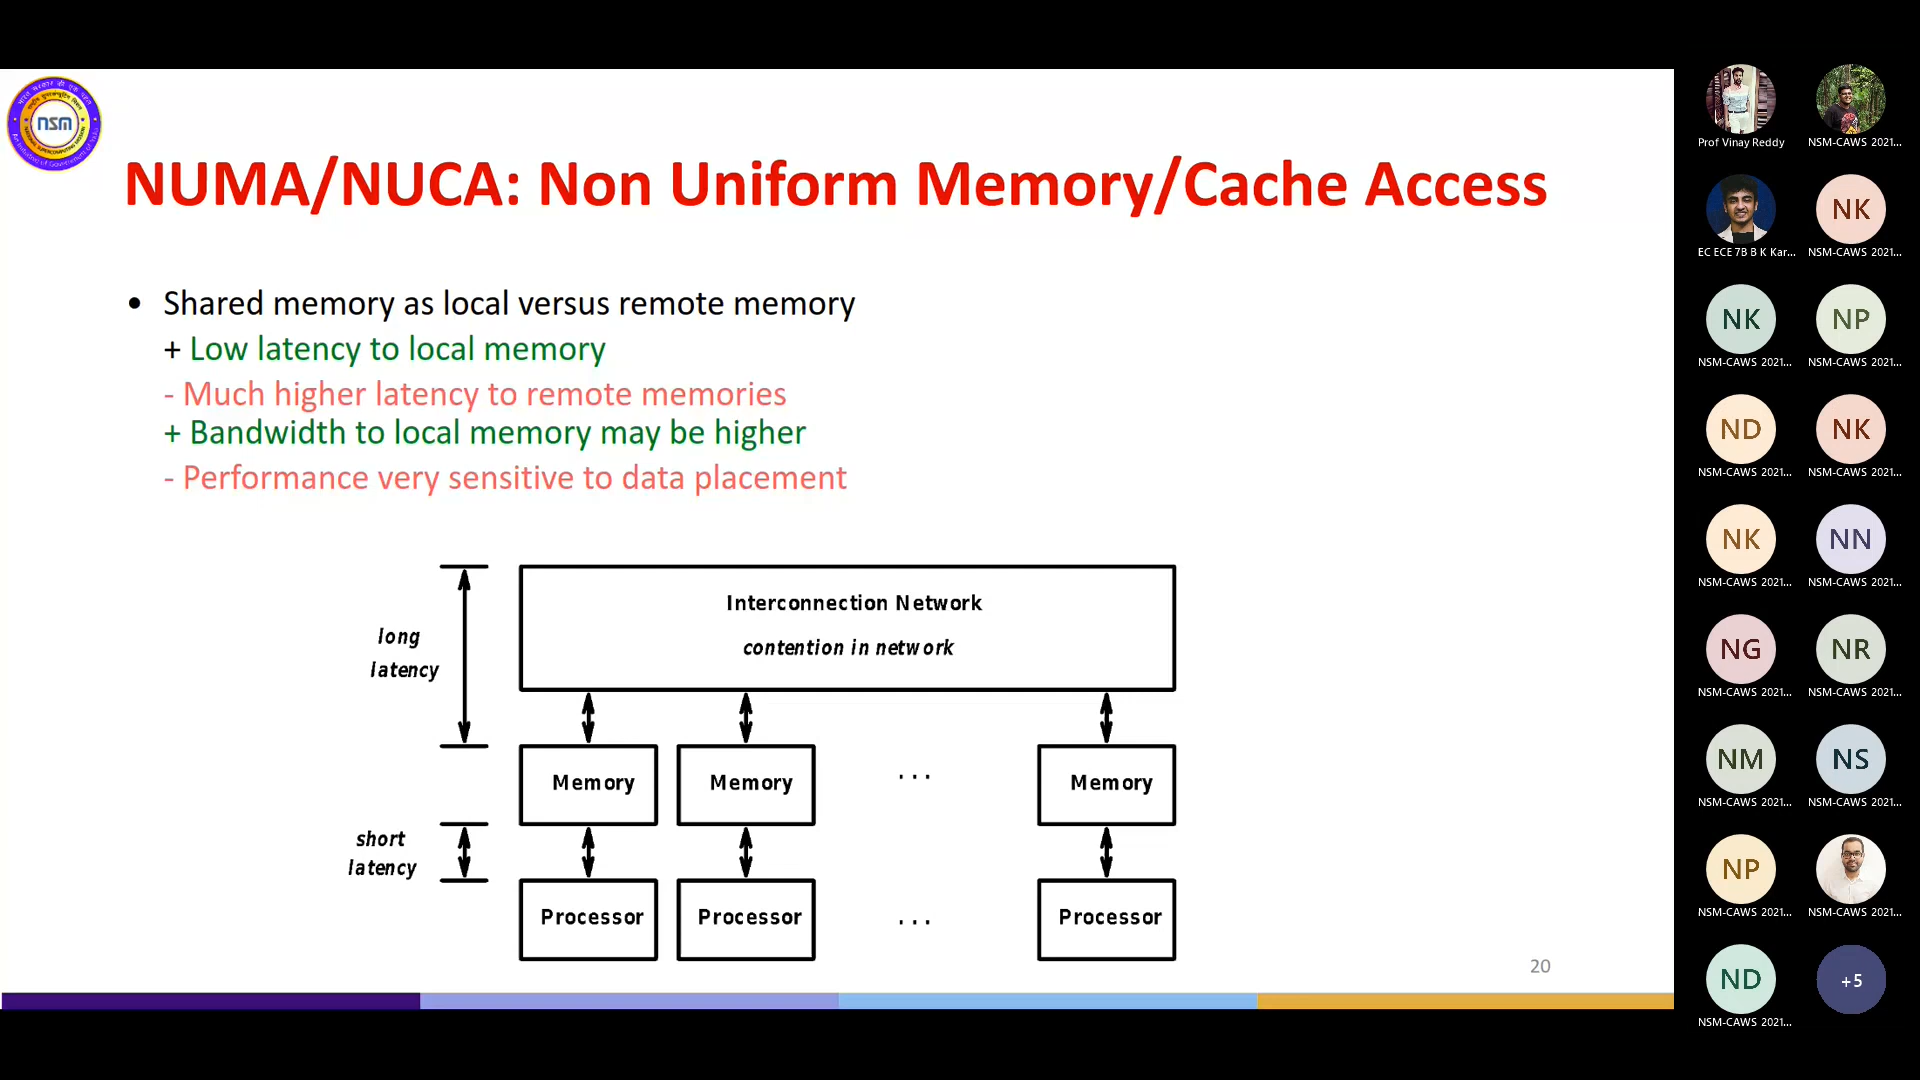 nsm
NUMA/NUCA: Non Uniform Memory/Cache Access
• Shared memory as local versus remote memory
+ Low latency to local memory
- Much higher latency to remote memories
+ Bandwidth to local memory may be higher
- Performance very sensitive to data placement
Interconnection Network
contention in network
long
latency
Memory Memory ... Memory
short
latency
Processor Processor ... Processor
20
Prof Vinay Reddy
NSM-CAWS 2021...
EC ECE 7B B K Kar...
NK
NSM-CAWS 2021...
NK
NSM-CAWS 2021...
NP
NSM-CAWS 2021...
ND
NSM-CAWS 2021...
NK
NSM-CAWS 2021...
NK
NSM-CAWS 2021...
NN
NSM-CAWS 2021...
NG
NSM-CAWS 2021...
NR
NSM-CAWS 2021...
NM
NSM-CAWS 2021...
NS
NSM-CAWS 2021...
NP
NSM-CAWS 2021...
NSM-CAWS 2021...
ND
NSM-CAWS 2021...
+5